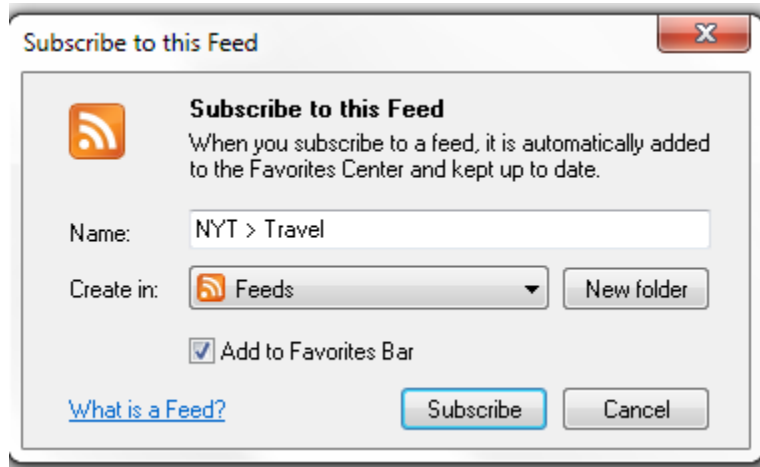 Subscribe to this Feed
Subscribe to this Feed
When you subscribe to a feed, it is automatically added
to the Favorites Center and kept up to date.
Name: NYT > Travel
Create in: Feeds New folder
Add to Favorites Bar
What is a Feed? Subscribe Cancel